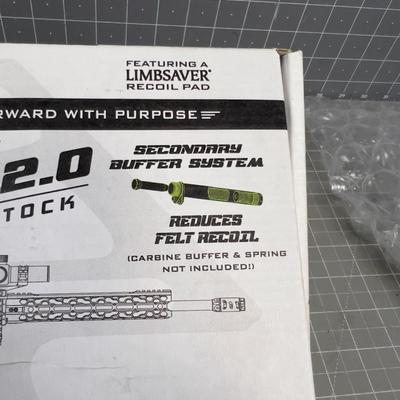 FEATURING A
LIMBSAVER®
RECOIL PAD
RWARD WITH PURPOSE
2.0
TOCK
SECONDARY
BUFFER SYSTEM
REDUCES
FELT RECOIL
(CARBINE BUFFER & SPRING
NOT INCLUDED!)